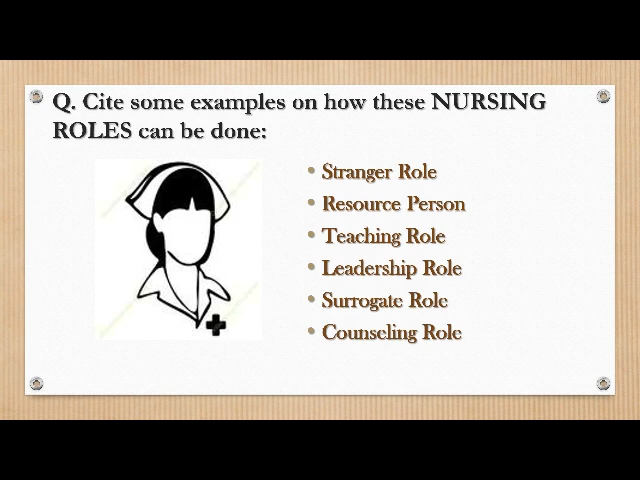 Q. Cite some examples on how these NURSING
ROLES can be done:
• Stranger Role
• Resource Person
• Teaching Role
• Leadership Role
• Surrogate Role
• Counseling Role